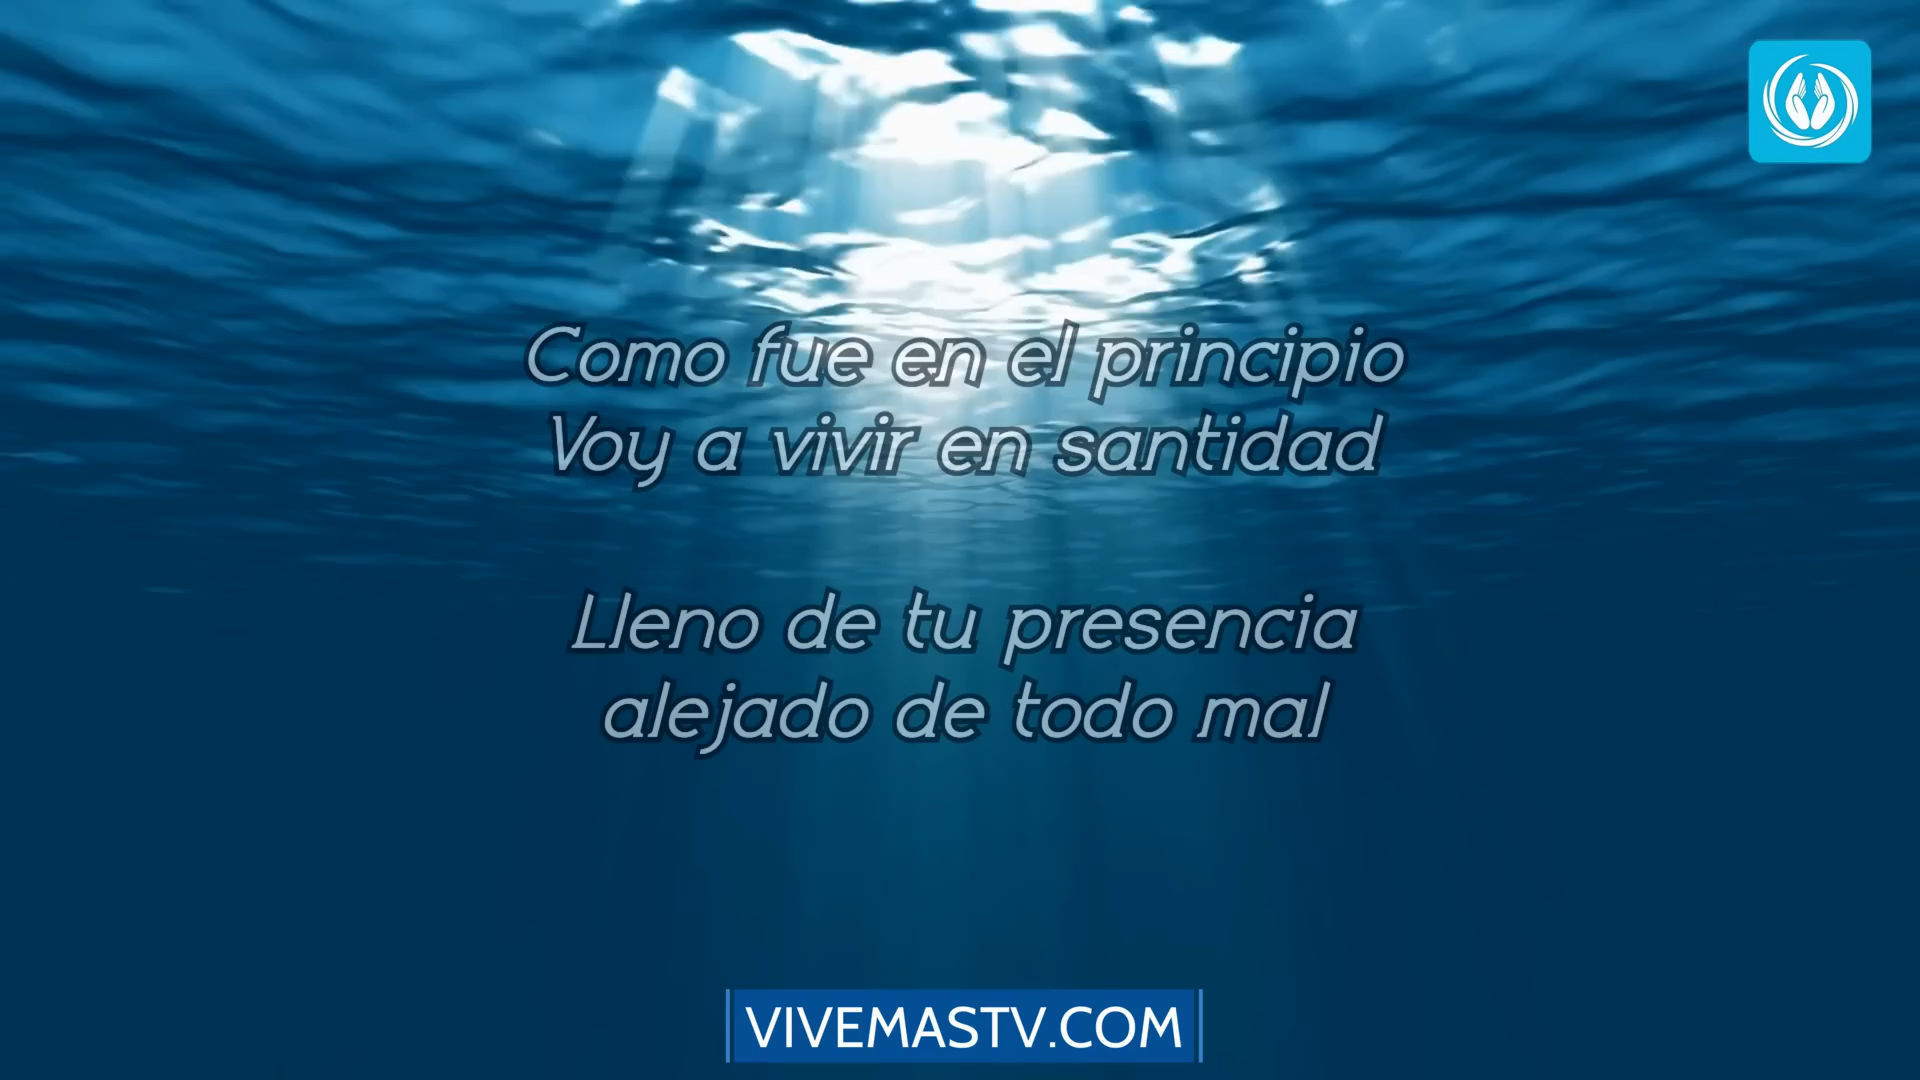 Como fue en el principio
Voy a vivir en santidad
Lleno de tu presencia
alejado de todo mal
VIVEMASTV.COM